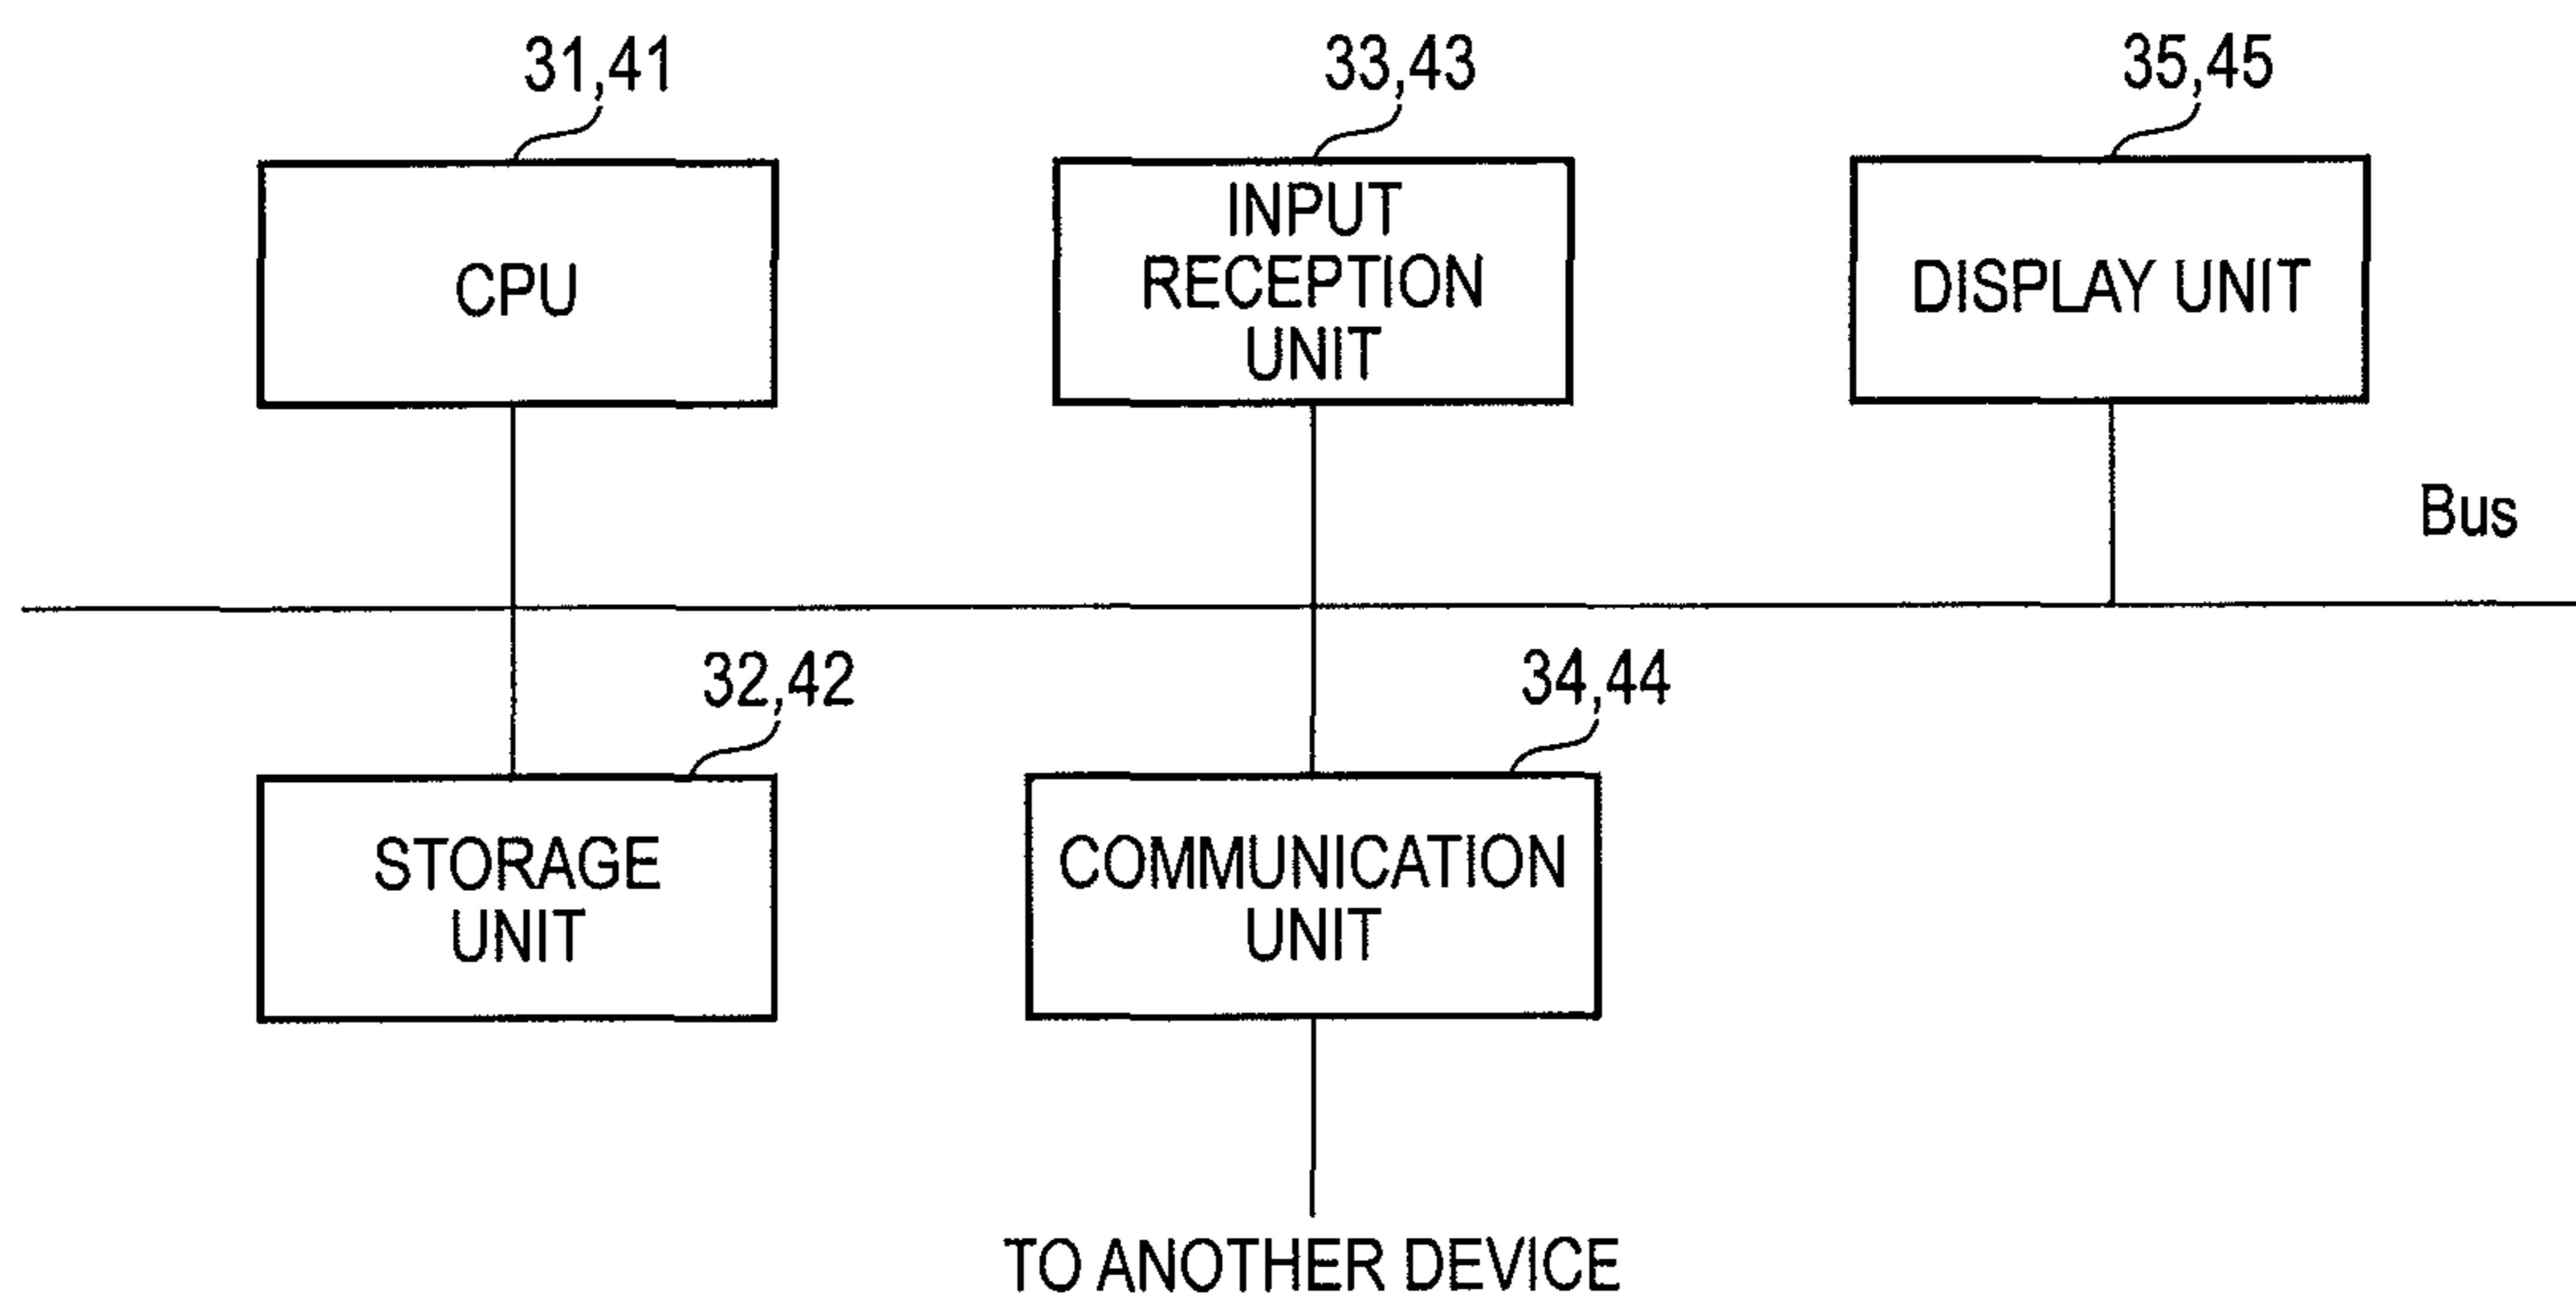 31,41
33,43
35,45
CPU
INPUT
RECEPTION
UNIT
DISPLAY UNIT
Bus
32,42
34,44
STORAGE
UNIT
COMMUNICATION
UNIT
TO ANOTHER DEVICE